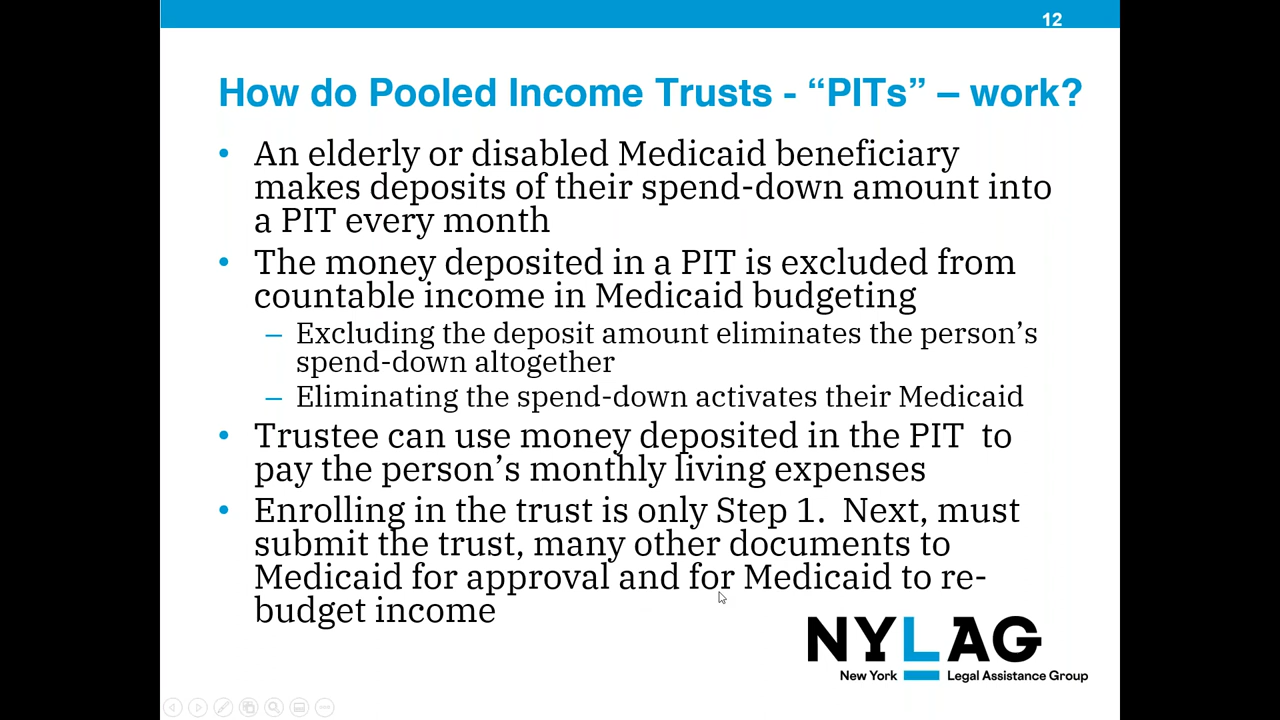 12
How do Pooled Income Trusts - “PITs” – work?
• An elderly or disabled Medicaid beneficiary
makes deposits of their spend-down amount into
a PIT every month
• The money deposited in a PIT is excluded from
countable income in Medicaid budgeting
– Excluding the deposit amount eliminates the person’s
spend-down altogether
– Eliminating the spend-down activates their Medicaid
• Trustee can use money deposited in the PIT  to
pay the person’s monthly living expenses
• Enrolling in the trust is only Step 1.  Next, must
submit the trust, many other documents to
Medicaid for approval and for Medicaid to re-
budget income
NYLAG
New York Legal Assistance Group